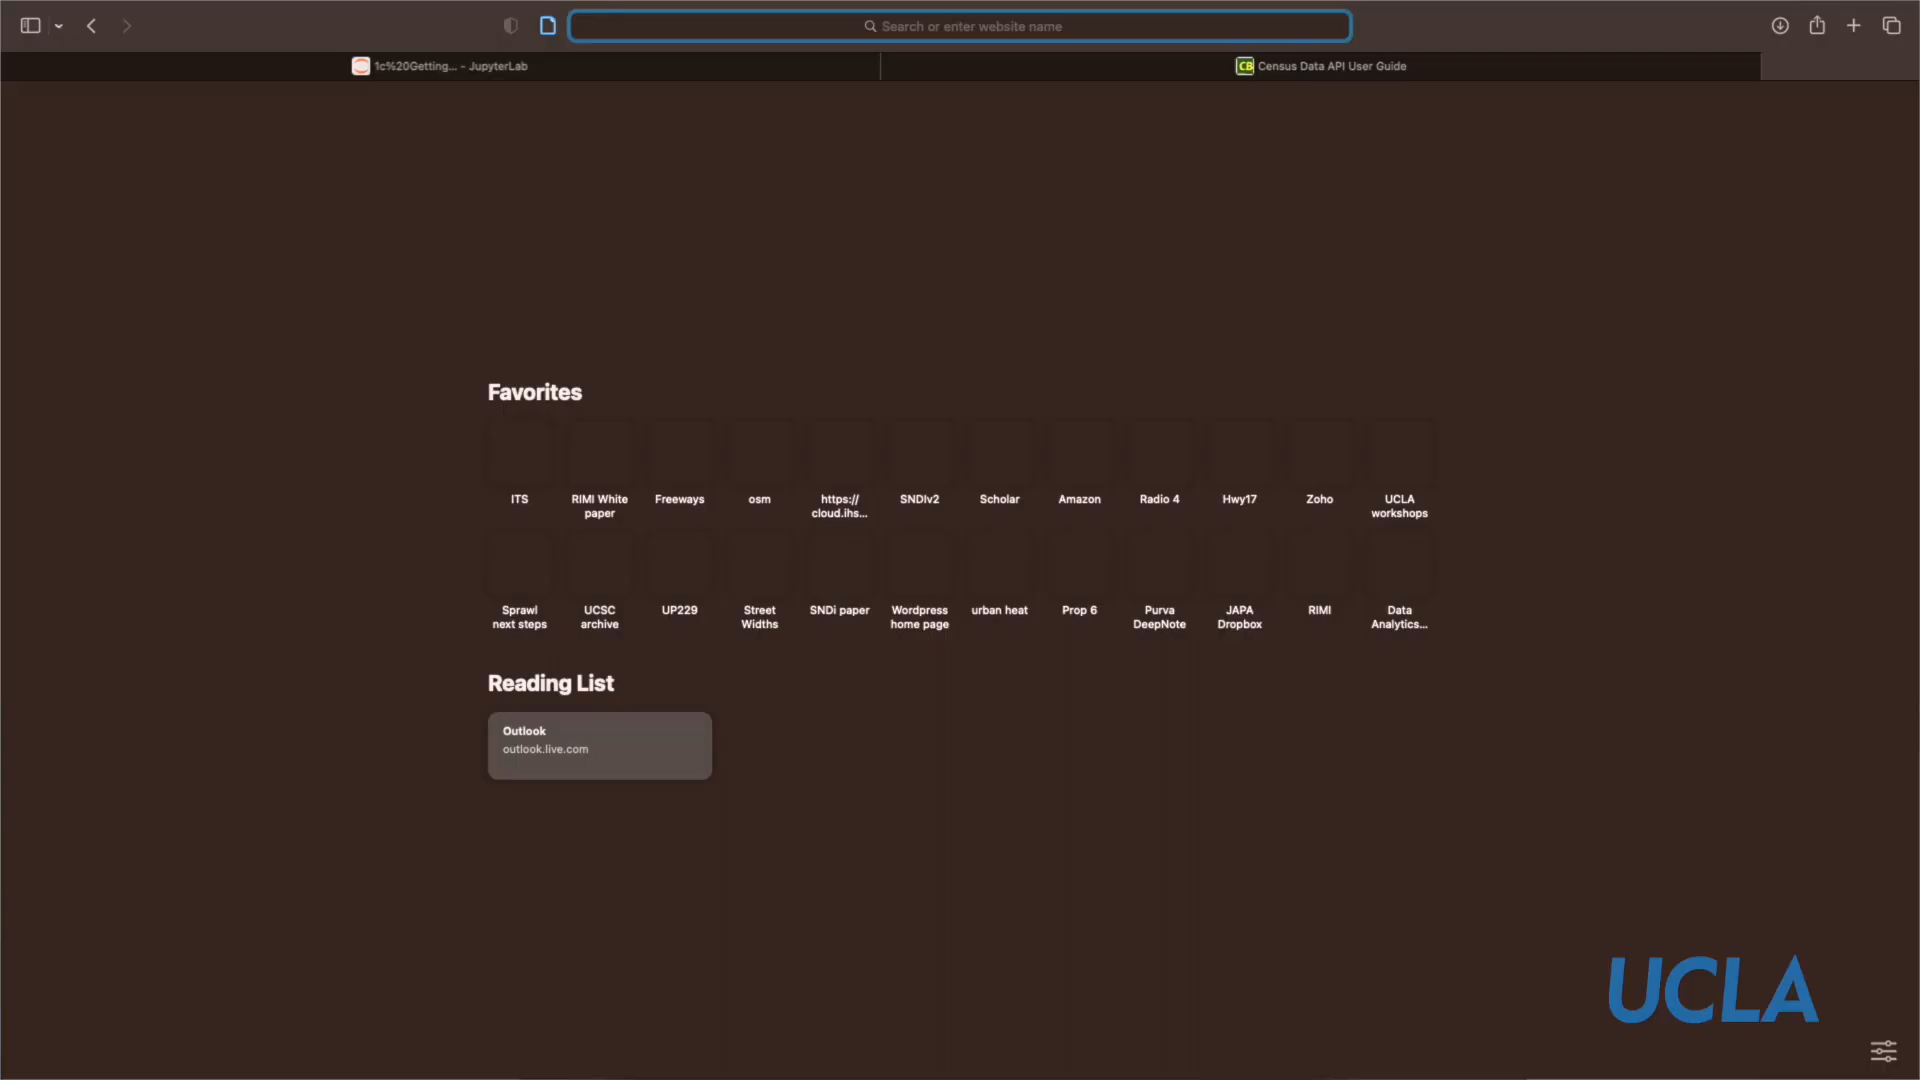 Search or enter website name
1c%20Getting... - JupyterLab
CB Census Data API User Guide
Favorites
ITS
RIMI White
paper
Freeways
osm
https://
cloud.ihs...
SNDIv2
Scholar
Amazon
Radio 4
Hwy17
Zoho
UCLA
workshops
Sprawl
next steps
UCSC
archive
UP229
Street
Widths
SNDi paper
Wordpress
home page
urban heat
Prop 6
Purva
DeepNote
JAPA
Dropbox
RIMI
Data
Analytics...
Reading List
Outlook
outlook.live.com
UCLA